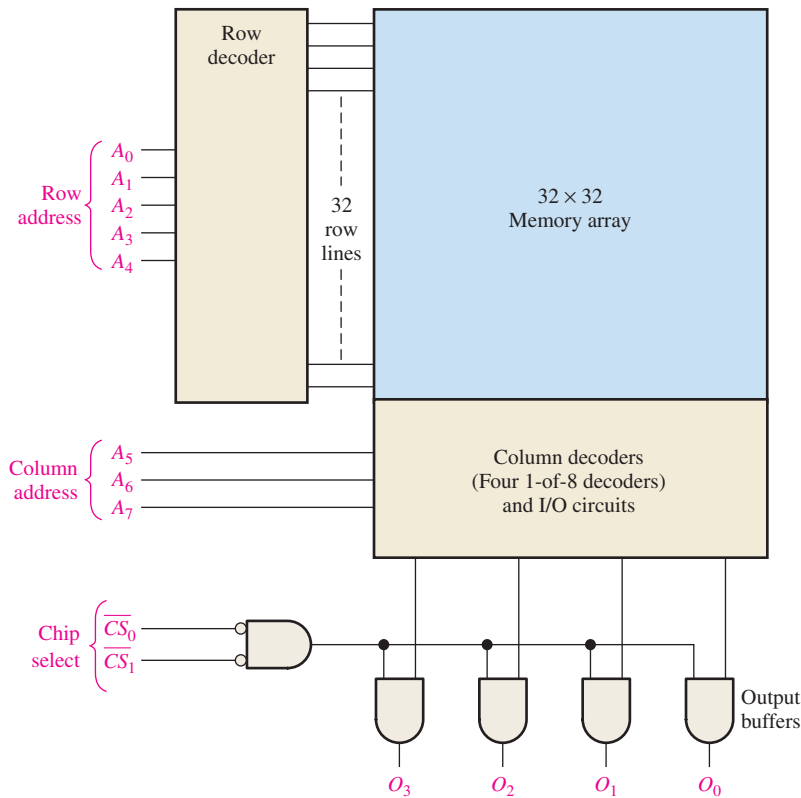 Row
decoder
32 × 32
Memory array
Row
address
A₀
A₁
A₂
A₃
A₄
32
row
lines
Column
address
A₅
A₆
A₇
Column decoders
(Four 1-of-8 decoders)
and I/O circuits
Chip
select
C̅S̅₀
C̅S̅₁
Output
buffers
O₃
O₂
O₁
O₀